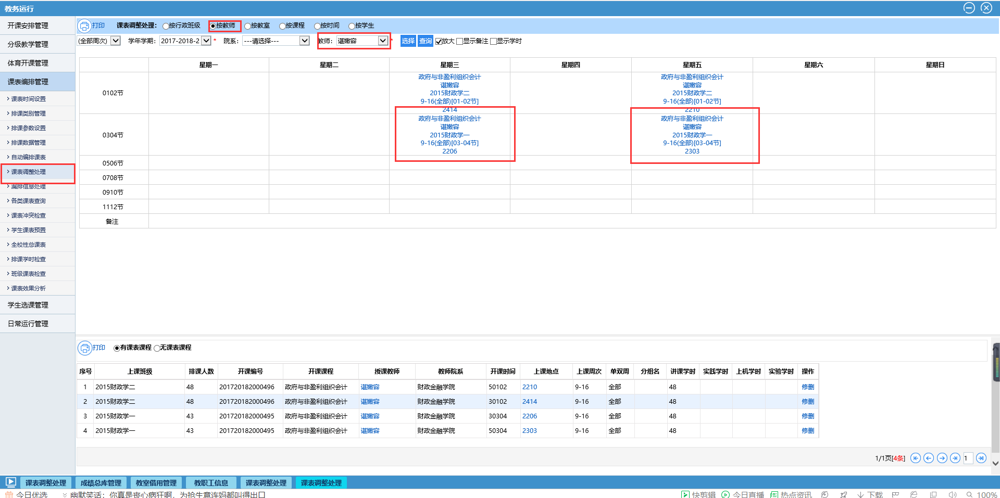 教务运行
开课安排管理
分级教学管理
体育开课管理
课表编排管理
课表时间设置
排课类别管理
排课参数设置
排课数据管理
自动编排课表
课表调整处理
漏排信息处理
各类课表查询
课表冲突检查
学生课表预置
全校性总课表
排课学时检查
班级课表检查
课表效果分析
学生选课管理
日常运行管理
打印 课表调整处理： 按行政班级 按教师 按教室 按课程 按时间 按学生
(全部周次) 学年学期： 2017-2018-2 * 院系： ---请选择--- 教师： 谌嫩容 * 选择 查询 放大 显示备注 显示学时
星期一 星期二 星期三 星期四 星期五 星期六 星期日
0102节
政府与非盈利组织会计
谌嫩容
2015财政学二
9-16(全部)[01-02节]
2414
政府与非盈利组织会计
谌嫩容
2015财政学二
9-16(全部)[01-02节]
2210
0304节
政府与非盈利组织会计
谌嫩容
2015财政学一
9-16(全部)[03-04节]
2206
政府与非盈利组织会计
谌嫩容
2015财政学一
9-16(全部)[03-04节]
2303
0506节
0708节
0910节
1112节
备注
打印 有课表课程 无课表课程
序号 上课班级 排课人数 开课编号 开课课程 授课教师 教师院系 开课时间 上课地点 上课周次 单双周 分组名 讲课学时 实践学时 上机学时 实验学时 操作
1 2015财政学二 48 201720182000496 政府与非盈利组织会计 谌嫩容 财政金融学院 50102 2210 9-16 全部 48 修删
2 2015财政学二 48 201720182000496 政府与非盈利组织会计 谌嫩容 财政金融学院 30102 2414 9-16 全部 48 修删
3 2015财政学一 43 201720182000495 政府与非盈利组织会计 谌嫩容 财政金融学院 30304 2206 9-16 全部 48 修删
4 2015财政学一 43 201720182000495 政府与非盈利组织会计 谌嫩容 财政金融学院 50304 2303 9-16 全部 48 修删
1/1页[4条] 1
课表调整处理 成绩总库管理 教室借用管理 教职工信息 课表调整处理 课表调整处理
今日优选 幽默笑话：你真是丧心病狂啊，为抢生意连妈都叫得出口 快剪辑 今日直播 热点资讯 下载 100%